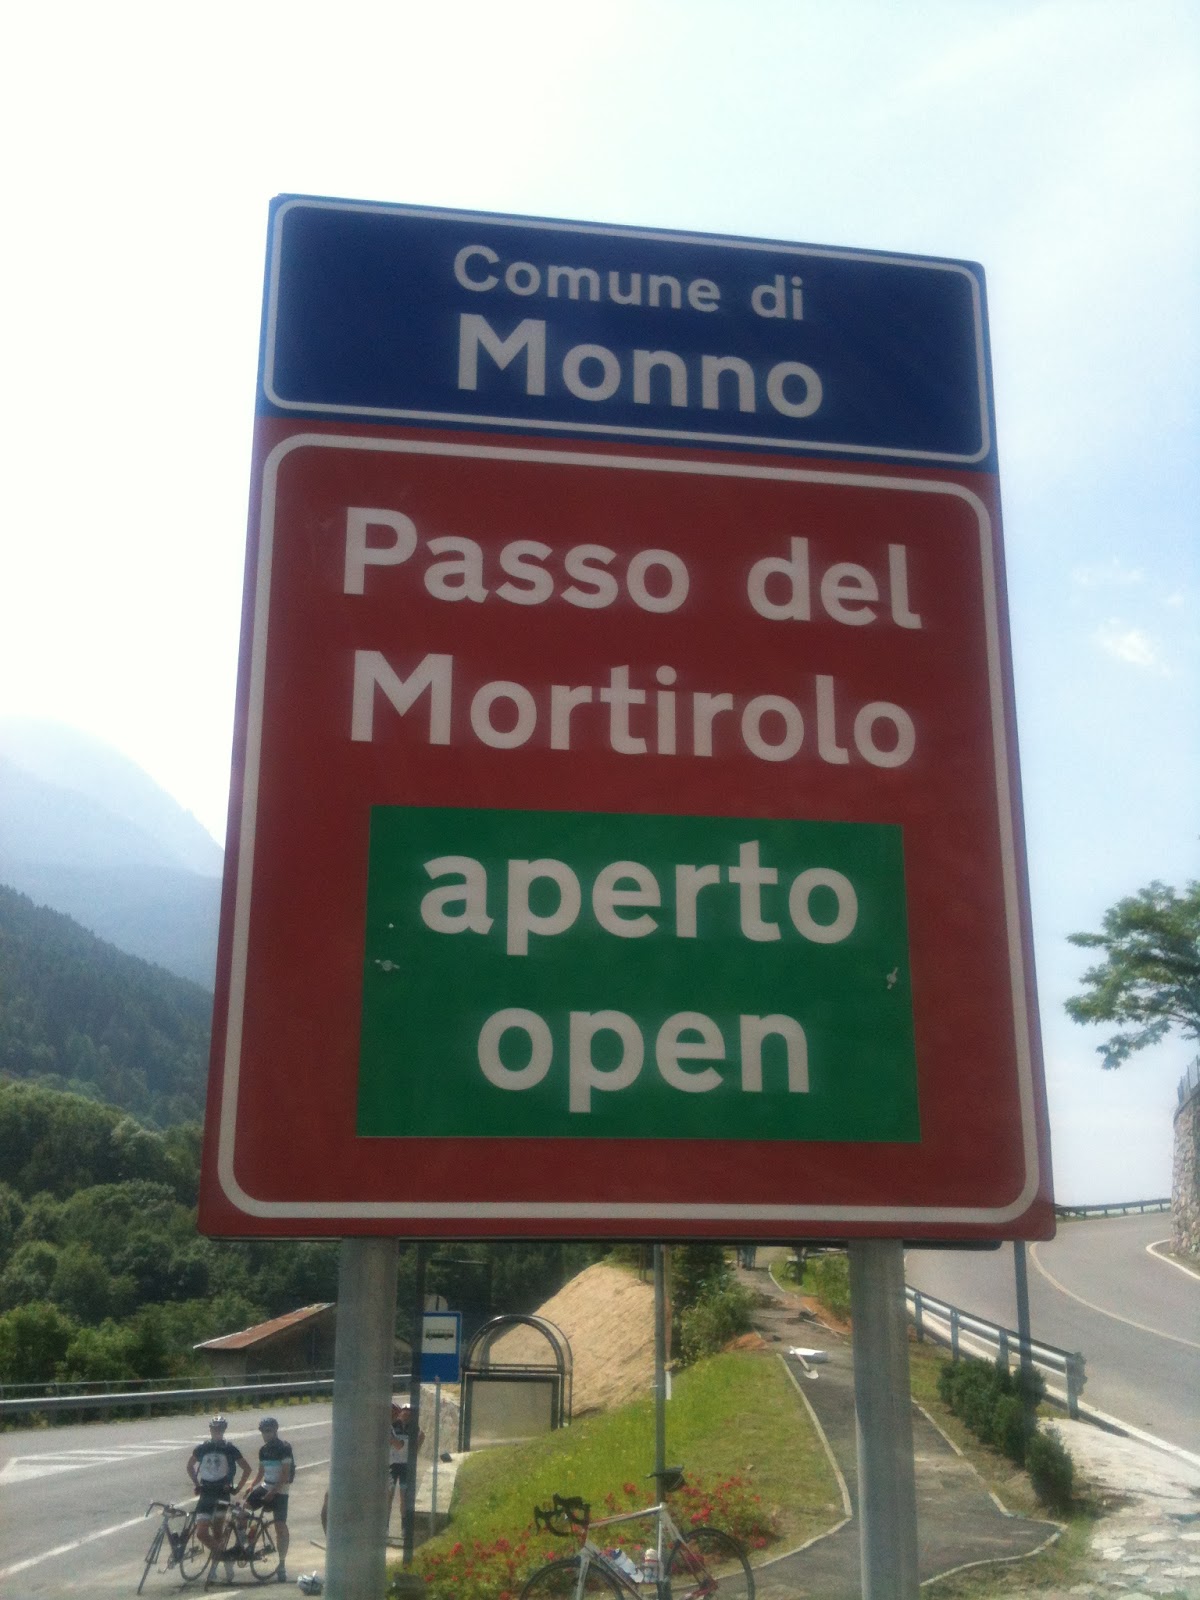 Comune di
Monno
Passo del
Mortirolo
aperto
open